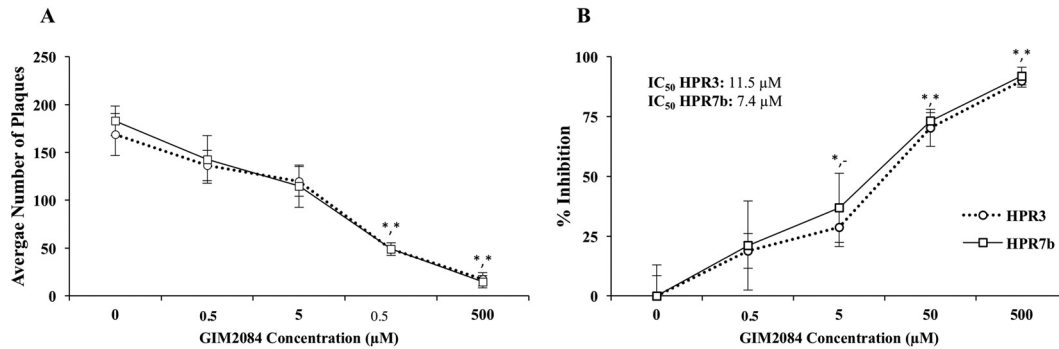 A
Avergae Number of Plaques
250
200
150
100
50
0
*,*
*,*
0 0.5 5 0.5 500
GIM2084 Concentration (µM)
B
% Inhibition
100
75
50
25
0
IC50 HPR3: 11.5 µM
IC50 HPR7b: 7.4 µM
*,-
*,*
*,*
HPR3
HPR7b
0 0.5 5 50 500
GIM2084 Concentration (µM)